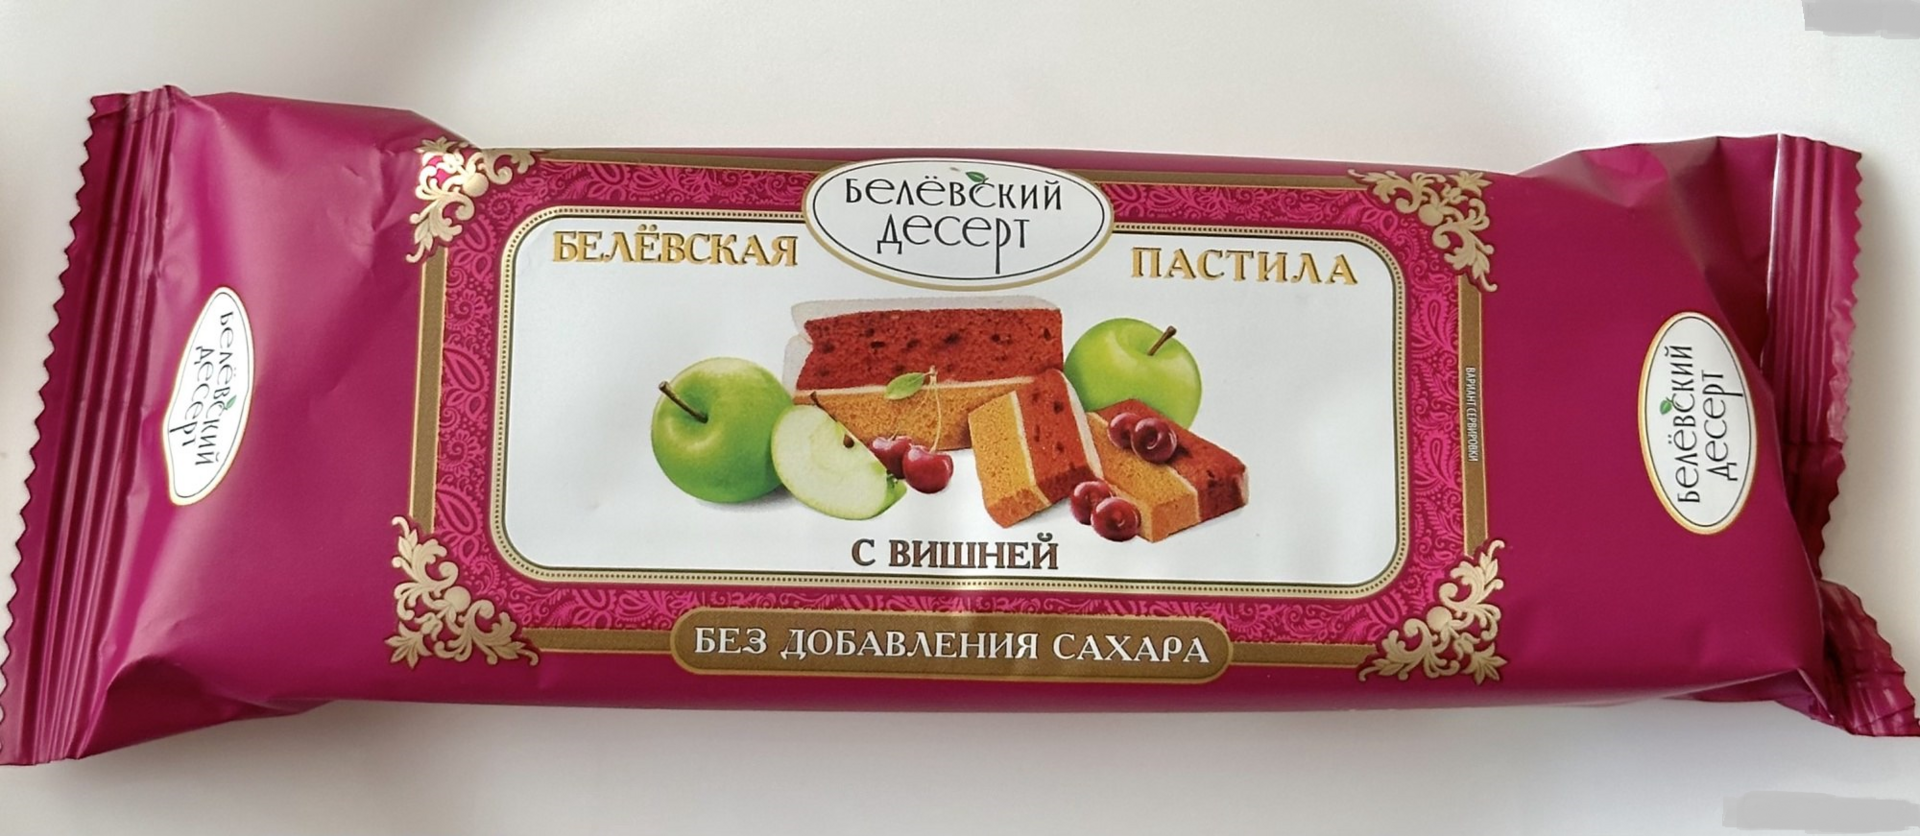 Белёвский
десерт
БЕЛЁВСКАЯ ПАСТИЛА
С ВИШНЕЙ
БЕЗ ДОБАВЛЕНИЯ САХАРА
Белёвский
десерт
ВАРИАНТ СЕРВИРОВКИ
Белёвский
десерт